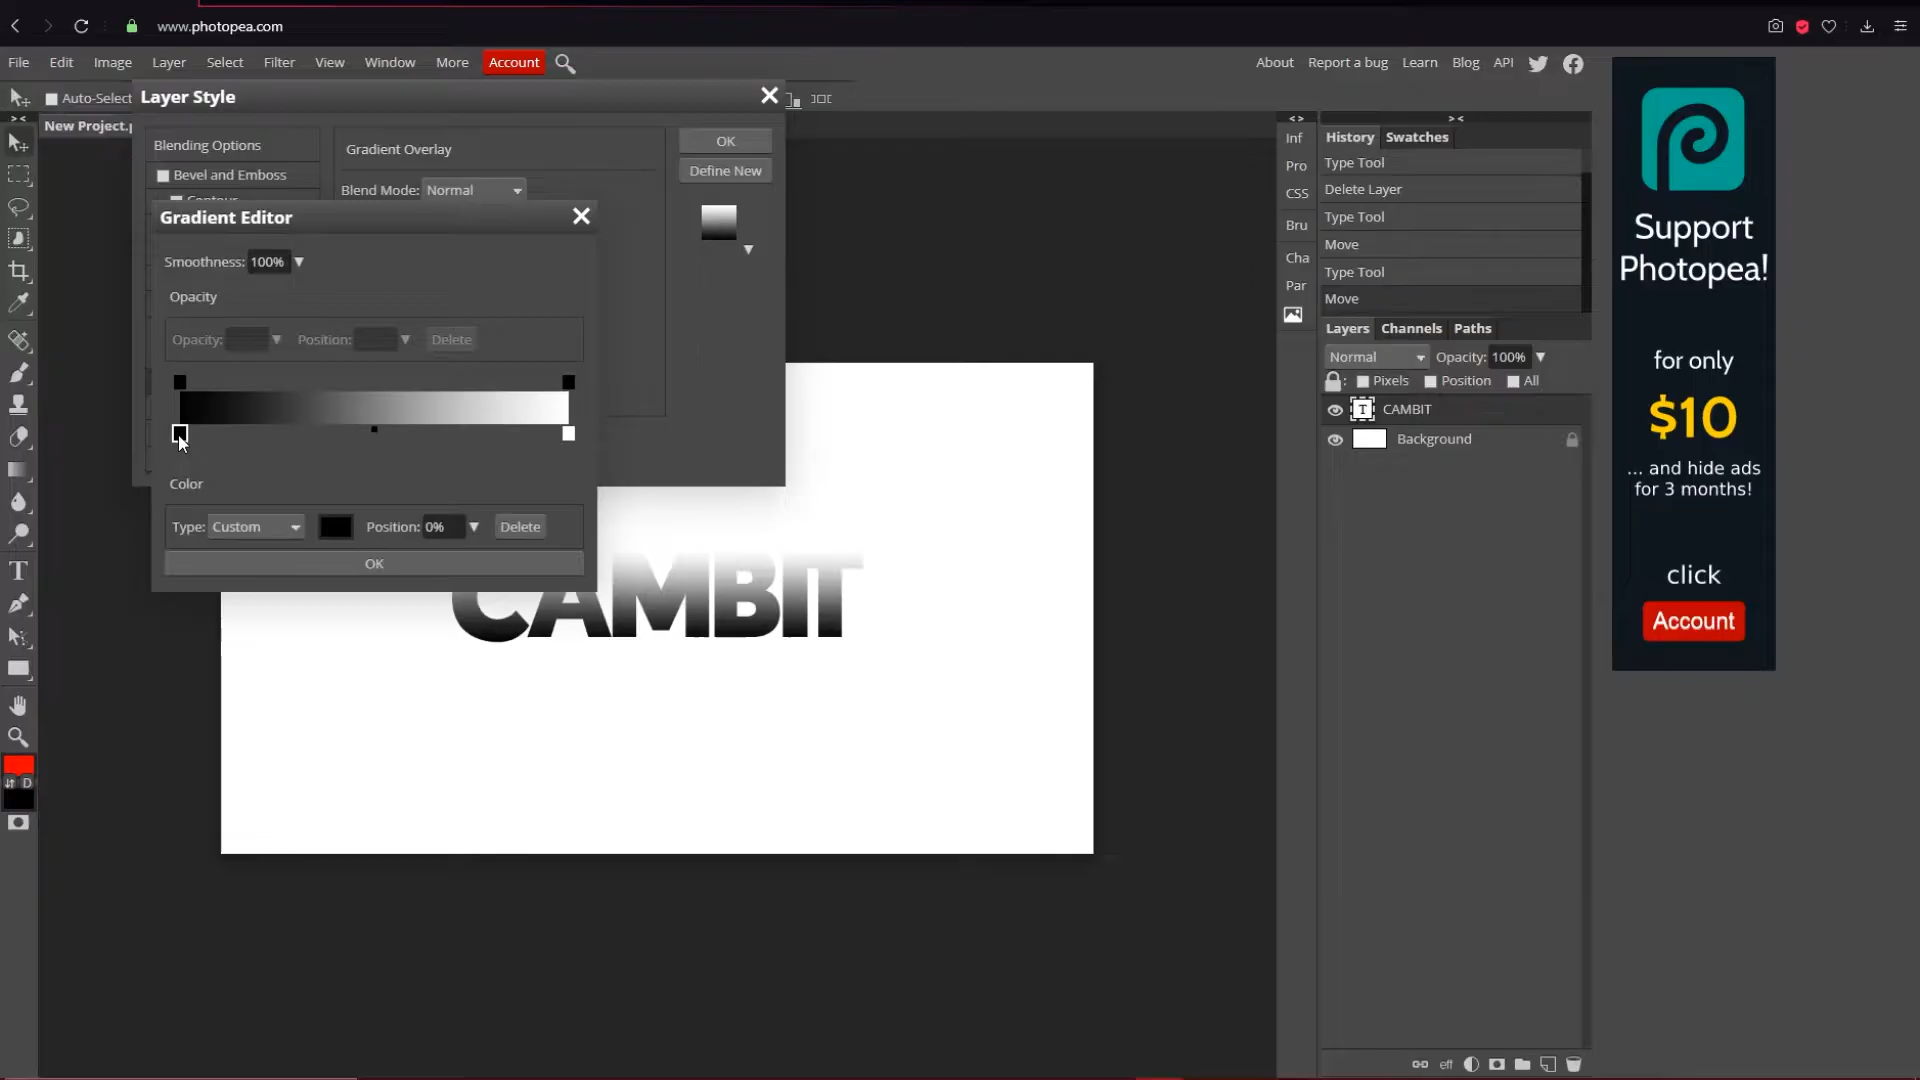 www.photopea.com
File Edit Image Layer Select Filter View Window More Account
About Report a bug Learn Blog API
Auto-Select
Layer Style
New Project.p
Blending Options
Bevel and Emboss
Gradient Overlay
Blend Mode: Normal
OK
Define New
Gradient Editor
Smoothness: 100%
Opacity
Opacity: Position: Delete
Color
Type: Custom Position: 0% Delete
OK
CAMBIT
T
D
Inf
Pro
CSS
Bru
Cha
Par
History Swatches
Type Tool
Delete Layer
Type Tool
Move
Type Tool
Move
Layers Channels Paths
Normal Opacity: 100%
Pixels Position All
T CAMBIT
Background
eff
Support
Photopea!
for only
$10
... and hide ads
for 3 months!
click
Account